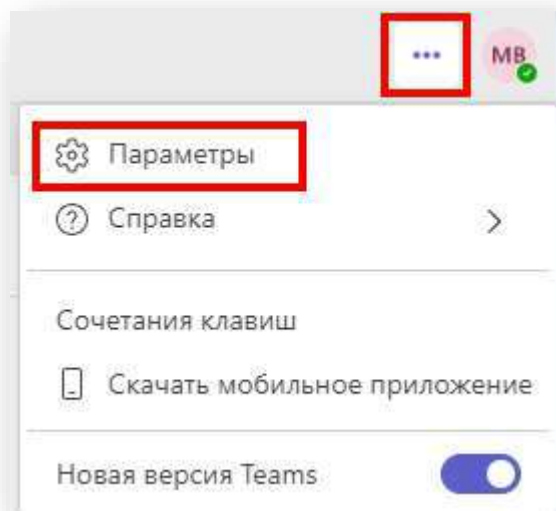 MB
Параметры
Справка
Сочетания клавиш
Скачать мобильное приложение
Новая версия Teams